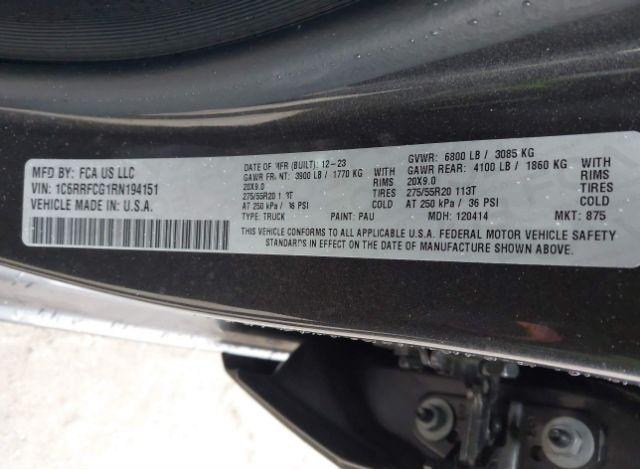 MFD BY: FCA US LLC
VIN: 1C6RRFCG1RN194151
VEHICLE MADE IN: U.S.A.
DATE OF MFR (BUILT): 12-23
GAWR FRONT: 3900 LB / 1770 KG
20X9.0 RIMS
275/55R20 113T
AT 250 kPa / 36 PSI COLD
TYPE: TRUCK PAINT: PAU MDH: 120414 MKT: 875
GVWR: 6800 LB / 3085 KG
GAWR REAR: 4100 LB / 1860 KG
20X9.0 RIMS
275/55R20 113T
AT 250 kPa / 36 PSI COLD
THIS VEHICLE CONFORMS TO ALL APPLICABLE U.S.A. FEDERAL MOTOR VEHICLE SAFETY
STANDARDS IN EFFECT ON THE DATE OF MANUFACTURE SHOWN ABOVE.